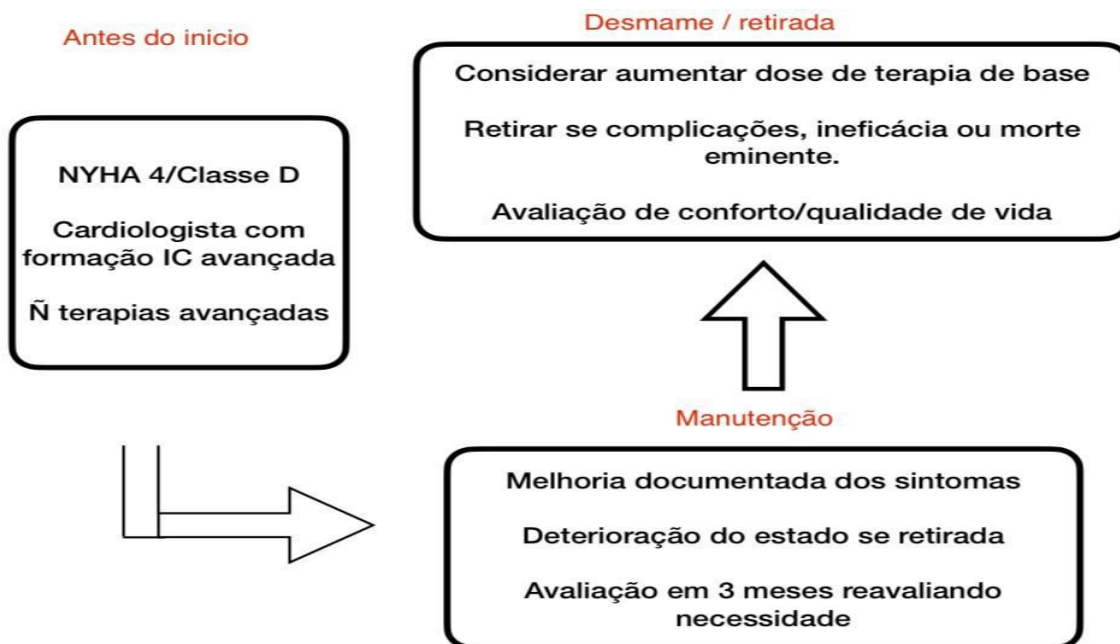 Antes do inicio
NYHA 4/Classe D
Cardiologista com
formação IC avançada
Ñ terapias avançadas
Manutenção
Melhoria documentada dos sintomas
Deterioração do estado se retirada
Avaliação em 3 meses reavaliando
necessidade
Desmame / retirada
Considerar aumentar dose de terapia de base
Retirar se complicações, ineficácia ou morte
eminente.
Avaliação de conforto/qualidade de vida